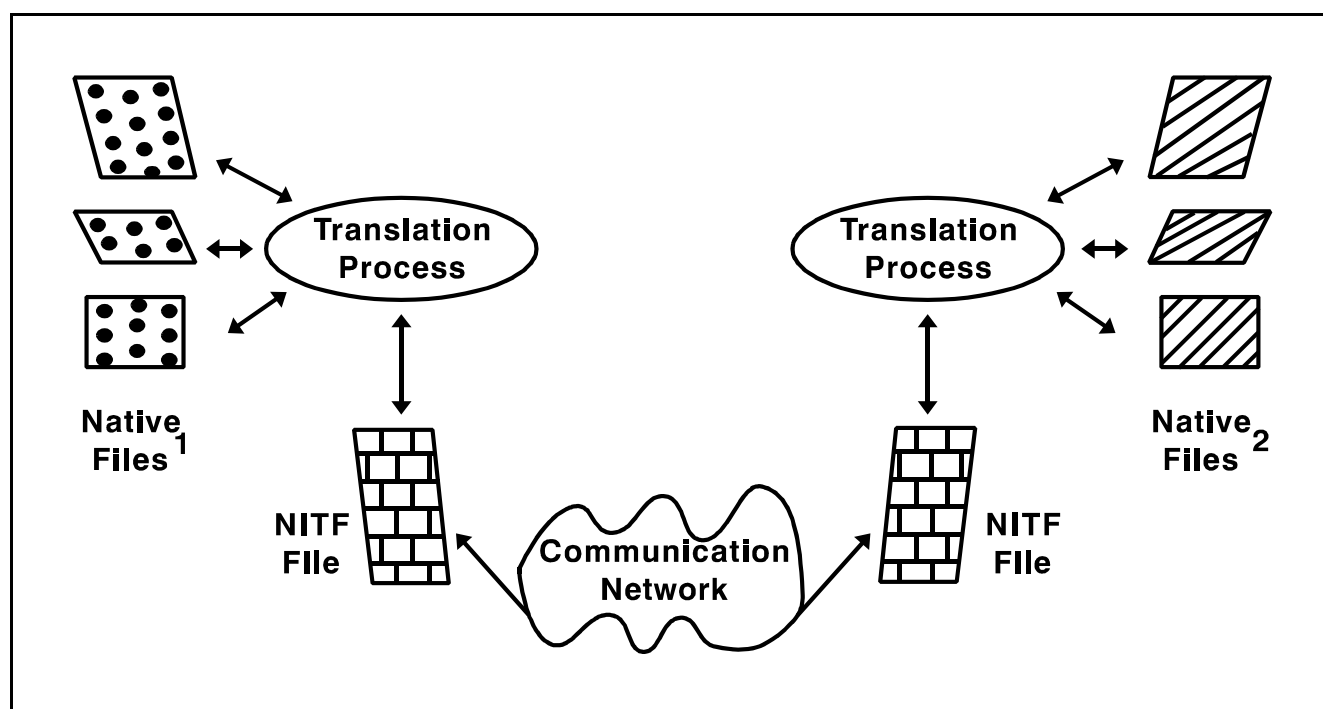 Translation
Process
Translation
Process
Native
Files 1
Native
Files 2
NITF
FIle
Communication
Network
NITF
FIle